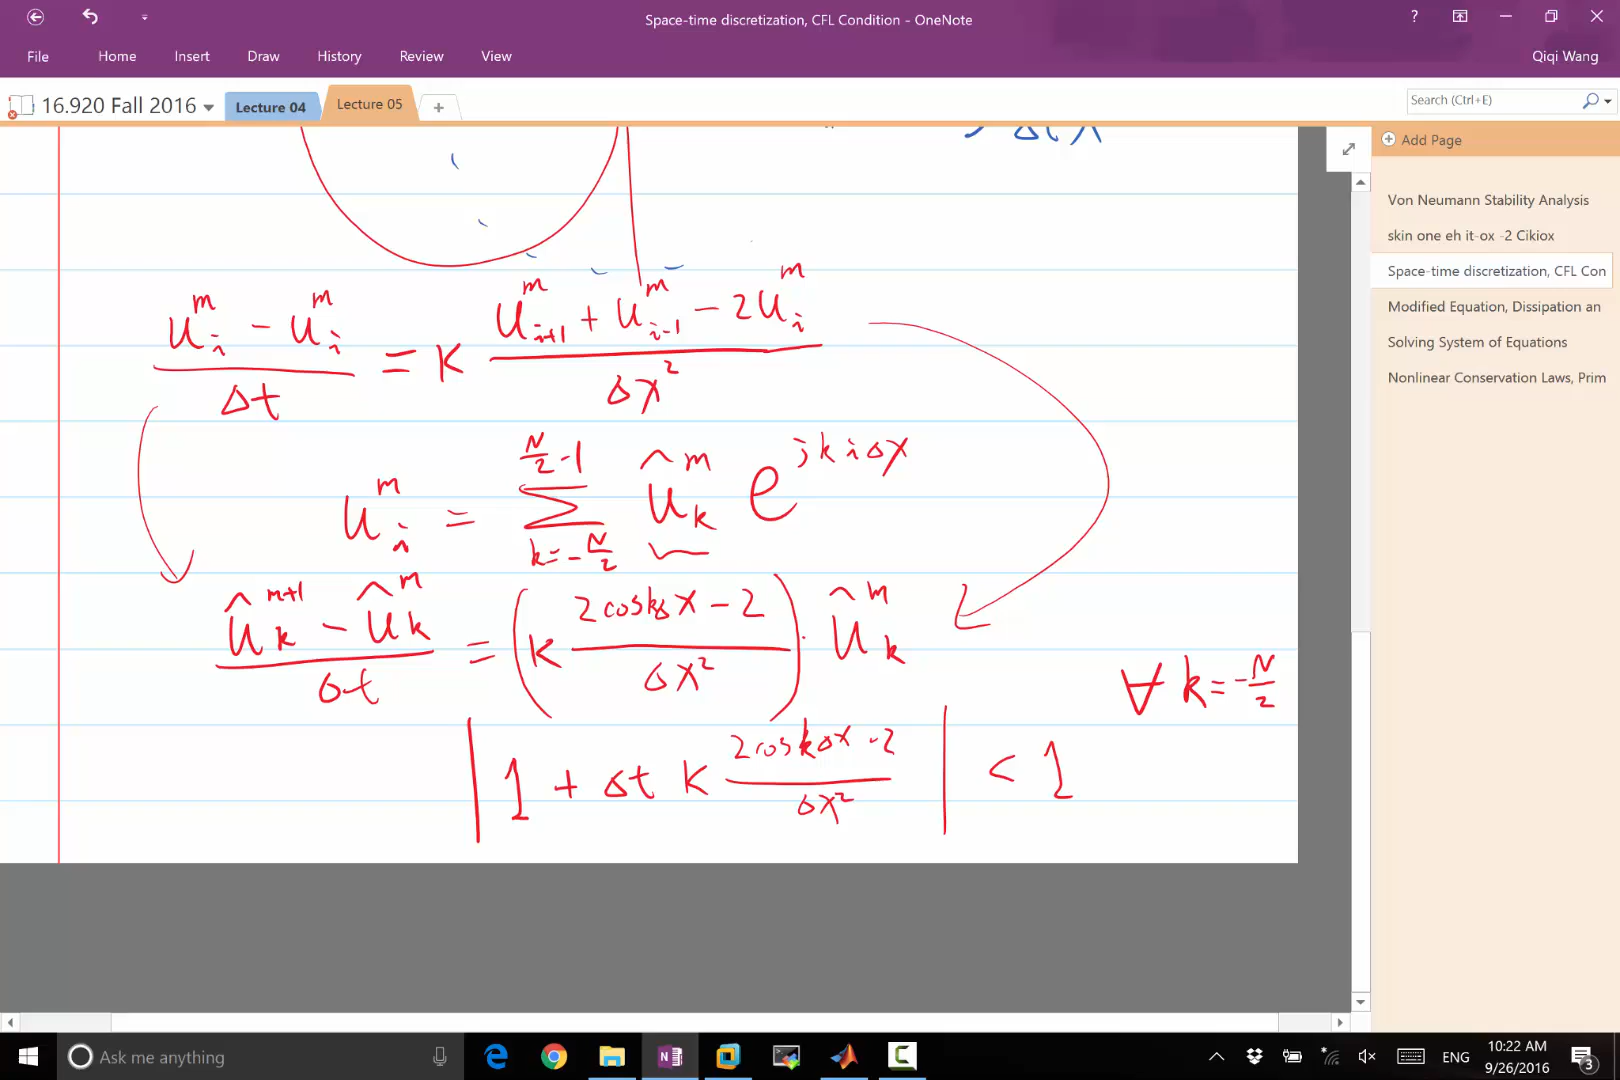 Space-time discretization, CFL Condition - OneNote
?
File Home Insert Draw History Review View
Qiqi Wang
16.920 Fall 2016
Lecture 04
Lecture 05
Search (Ctrl+E)
Add Page
Von Neumann Stability Analysis
skin one eh it-ox -2 Cikiox
Space-time discretization, CFL Con
Modified Equation, Dissipation an
Solving System of Equations
Nonlinear Conservation Laws, Prim
Δt X
(u_i^m - u_i^m)/Δt = K (u_{i+1}^m + u_{i-1}^m - 2u_i^m)/Δx^2
u_i^m = Σ_{k=-N/2}^{N/2 -1} û_k^m e^{jkiΔx}
(û_k^{m+1} - û_k^m)/Δt = (K (2coskΔx - 2)/Δx^2) · û_k^m
∀ k = -N/2
| 1 + Δt K (2coskΔx - 2)/Δx^2 | < 1
Ask me anything
ENG
10:22 AM
9/26/2016
3